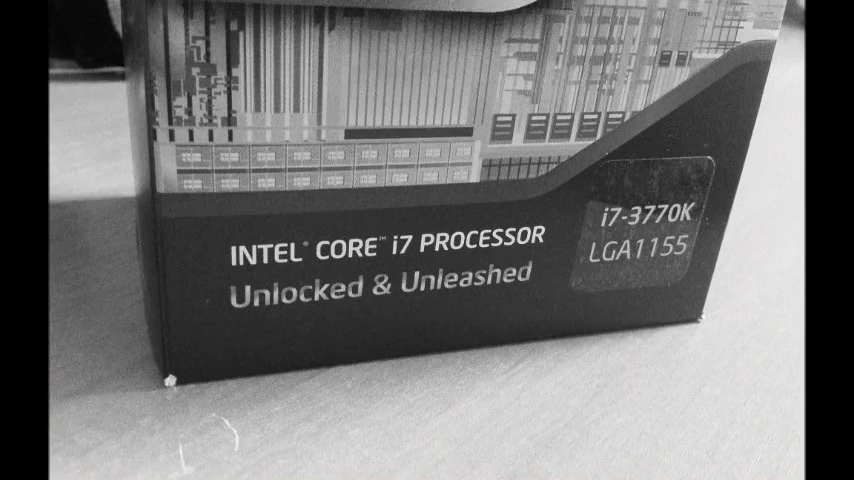 INTEL® CORE™ i7 PROCESSOR
Unlocked & Unleashed
i7-3770K
LGA1155